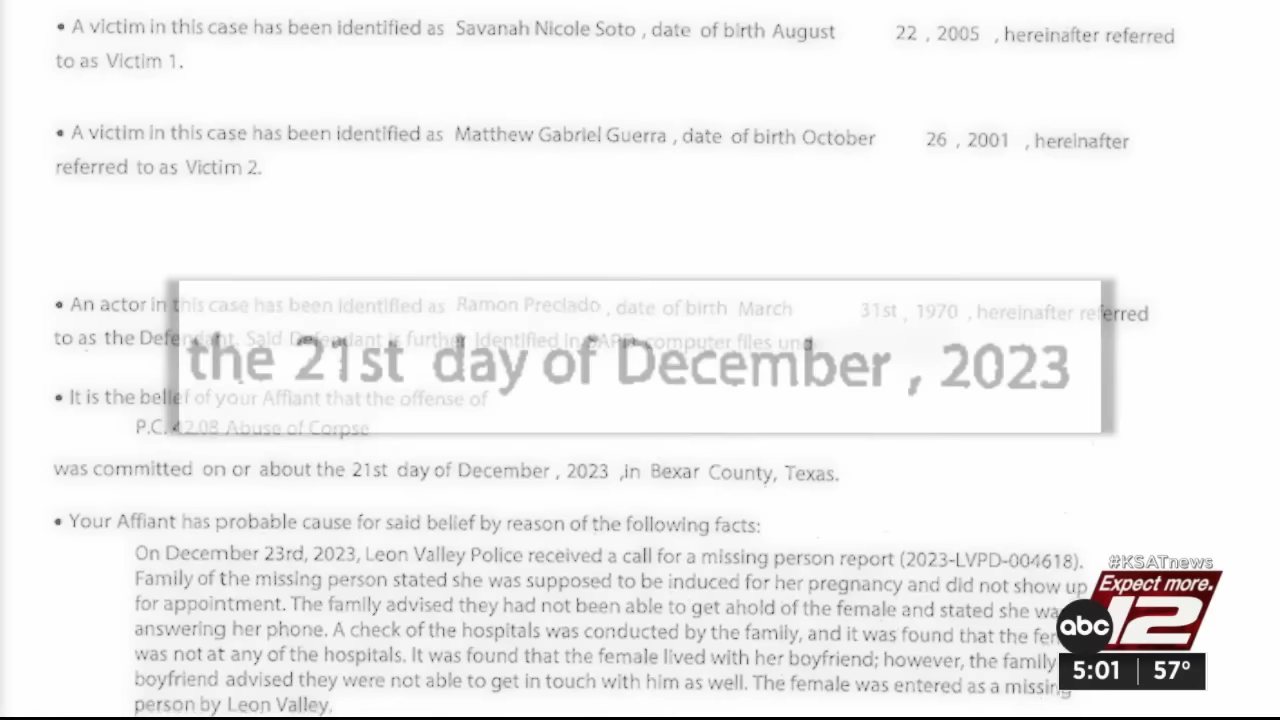 • A victim in this case has been identified as Savanah Nicole Soto , date of birth August 22 , 2005 , hereinafter referred
to as Victim 1.
• A victim in this case has been identified as Matthew Gabriel Guerra , date of birth October 26 , 2001 , hereinafter
referred to as Victim 2.
• An actor in this case has been identified as Ramon Preciado , date of birth March 31st , 1970 , hereinafter referred
to as the Defendant. Said Defendant is further identified in SAPD computer files und
the 21st day of December , 2023
• It is the belief of your Affiant that the offense of
P.C. 42.08 Abuse of Corpse
was committed on or about the 21st day of December , 2023 ,in Bexar County, Texas.
• Your Affiant has probable cause for said belief by reason of the following facts:
On December 23rd, 2023, Leon Valley Police received a call for a missing person report (2023-LVPD-004618).
Family of the missing person stated she was supposed to be induced for her pregnancy and did not show up
for appointment. The family advised they had not been able to get ahold of the female and stated she wa
answering her phone. A check of the hospitals was conducted by the family, and it was found that the fem
was not at any of the hospitals. It was found that the female lived with her boyfriend; however, the family
boyfriend advised they were not able to get in touch with him as well. The female was entered as a missing
person by Leon Valley.
#KSATnews
Expect more.
abc 12
5:01 57°